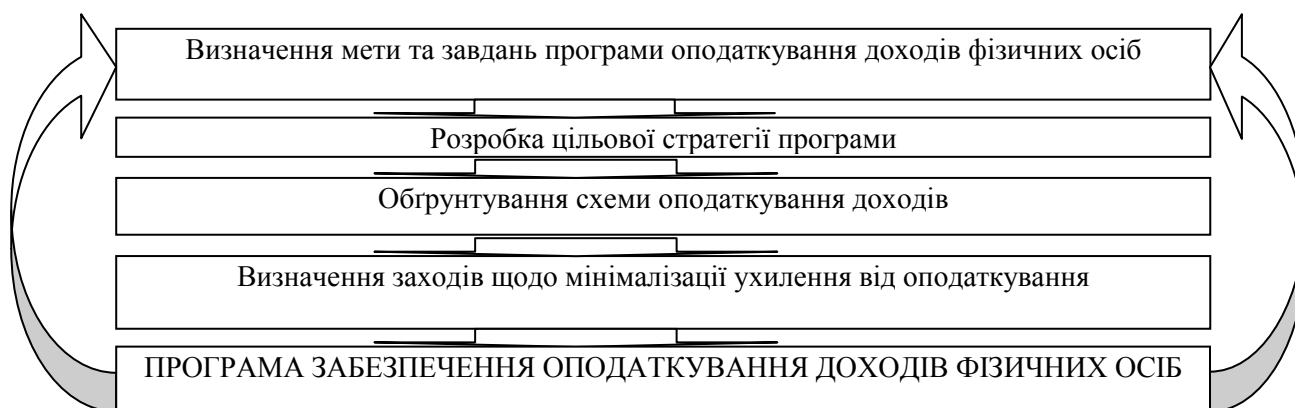 Визначення мети та завдань програми оподаткування доходів фізичних осіб
Розробка цільової стратегії програми
Обґрунтування схеми оподаткування доходів
Визначення заходів щодо мінімалізації ухилення від оподаткування
ПРОГРАМА ЗАБЕЗПЕЧЕННЯ ОПОДАТКУВАННЯ ДОХОДІВ ФІЗИЧНИХ ОСІБ